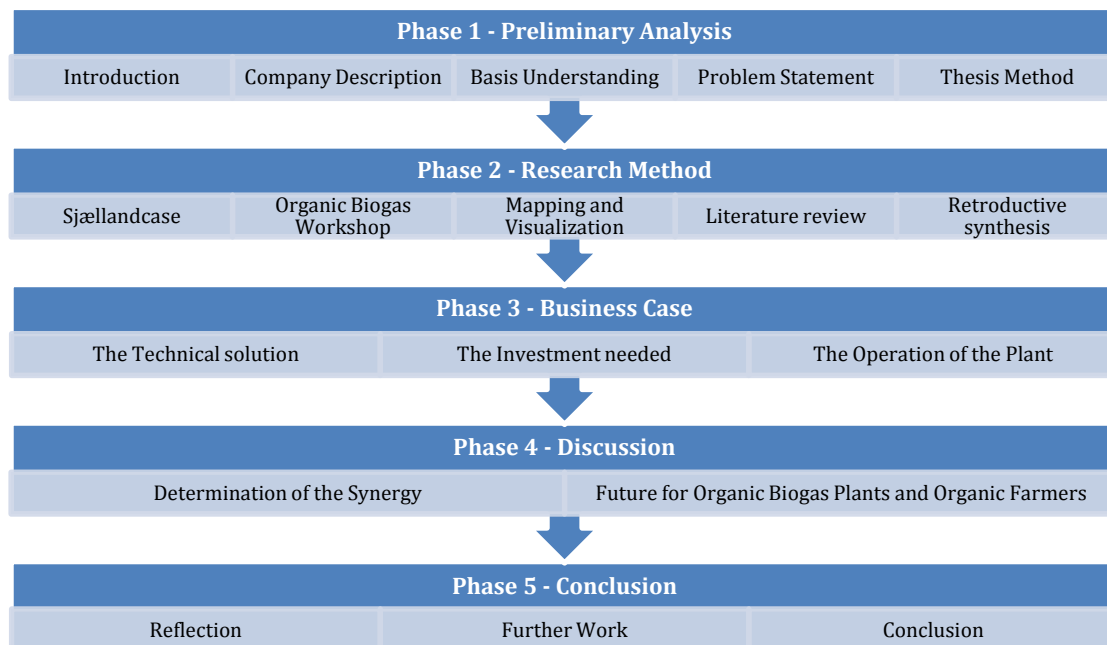 Phase 1 - Preliminary Analysis
Introduction
Company Description
Basis Understanding
Problem Statement
Thesis Method
Phase 2 - Research Method
Sjællandcase
Organic Biogas
Workshop
Mapping and
Visualization
Literature review
Retroductive
synthesis
Phase 3 - Business Case
The Technical solution
The Investment needed
The Operation of the Plant
Phase 4 - Discussion
Determination of the Synergy
Future for Organic Biogas Plants and Organic Farmers
Phase 5 - Conclusion
Reflection
Further Work
Conclusion